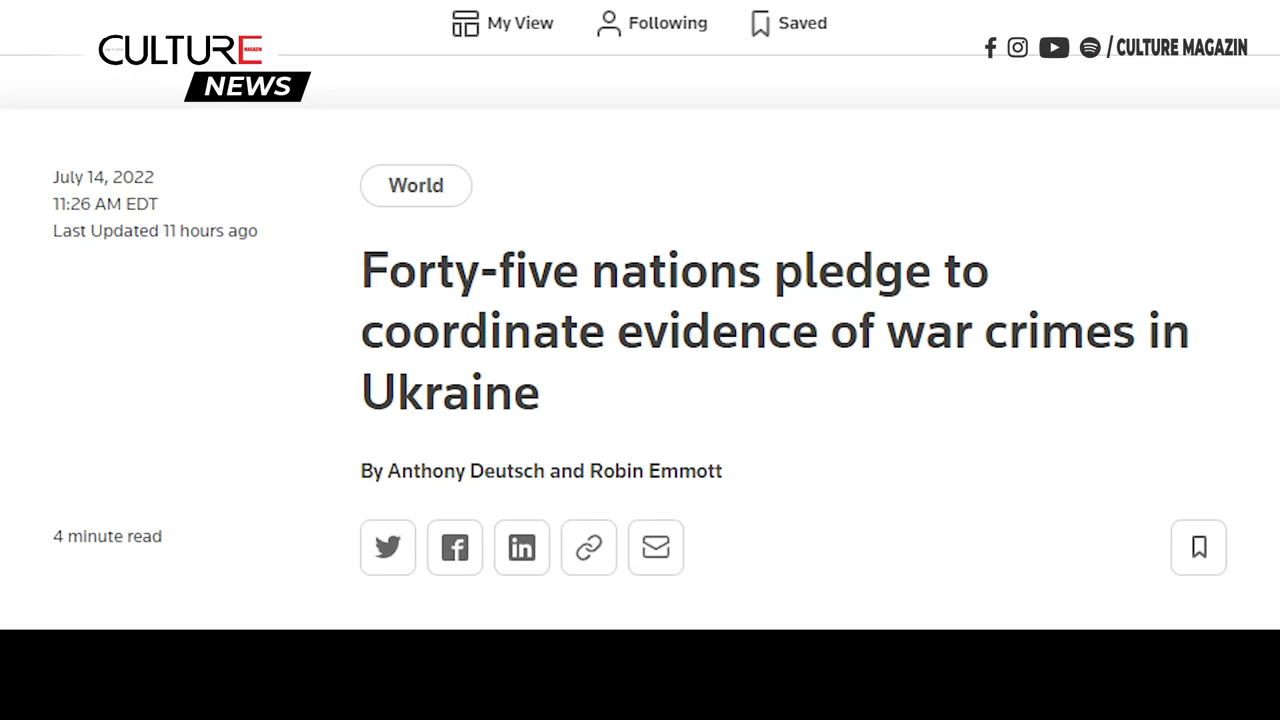 My View
Following
Saved
CULTURE
MAGAZIN
NEWS
/ CULTURE MAGAZIN
July 14, 2022
11:26 AM EDT
Last Updated 11 hours ago
World
Forty-five nations pledge to
coordinate evidence of war crimes in
Ukraine
By Anthony Deutsch and Robin Emmott
4 minute read